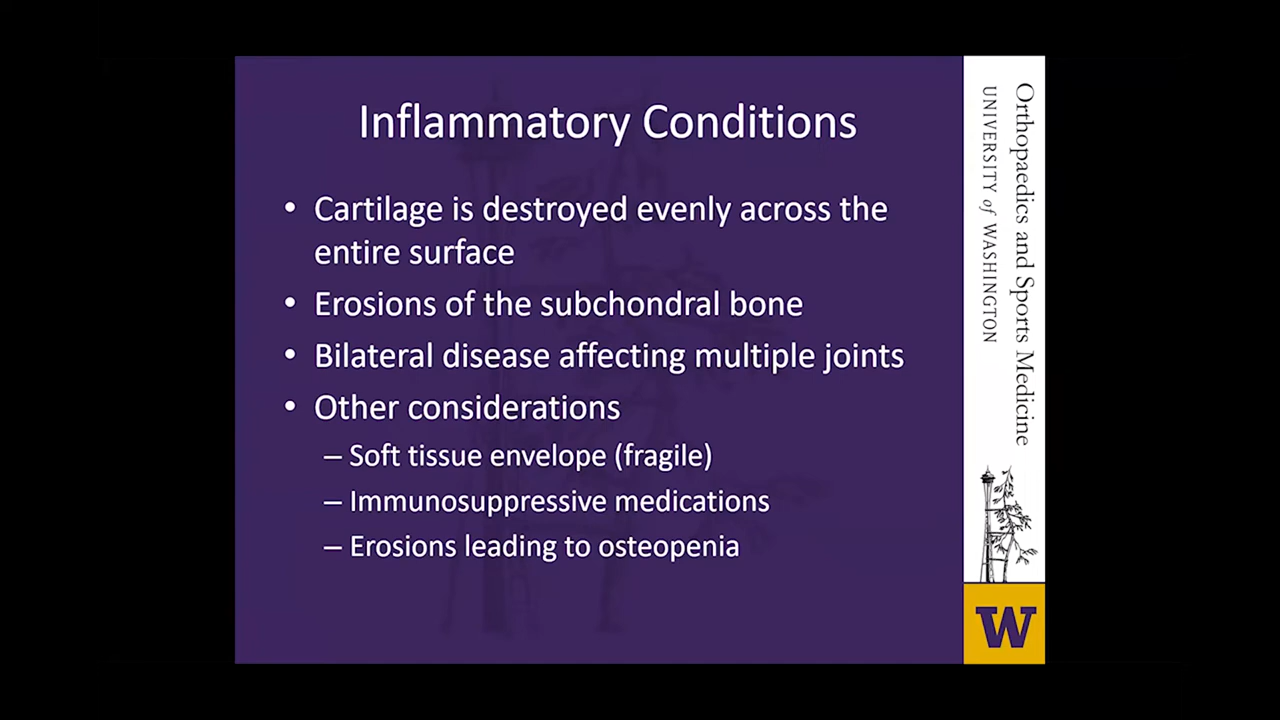 Inflammatory Conditions
• Cartilage is destroyed evenly across the
entire surface
• Erosions of the subchondral bone
• Bilateral disease affecting multiple joints
• Other considerations
– Soft tissue envelope (fragile)
– Immunosuppressive medications
– Erosions leading to osteopenia
Orthopaedics and Sports Medicine
UNIVERSITY of WASHINGTON
W